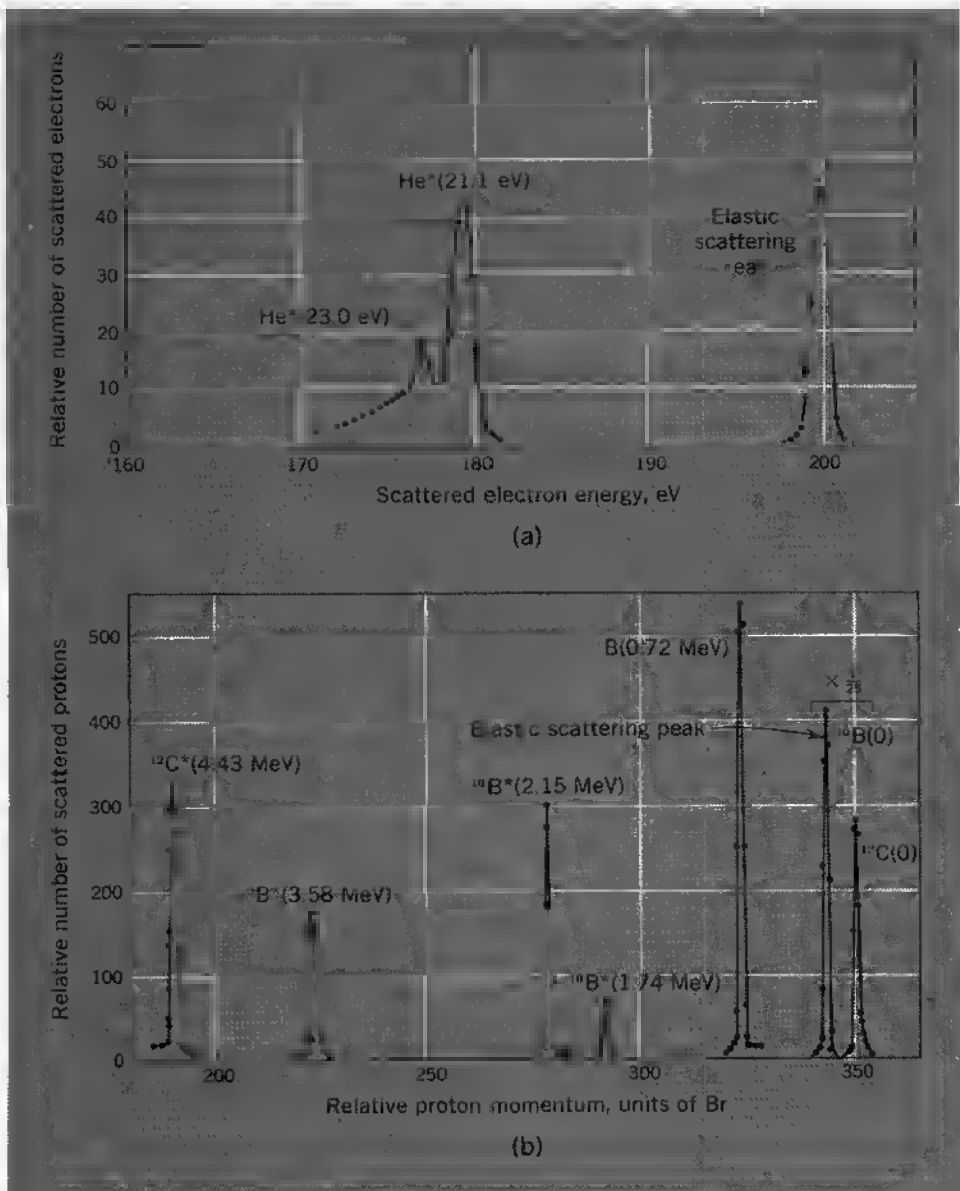 Relative number of scattered electrons
60
50
40
30
20
10
0
He*(21.1 eV)
Elastic
scattering
He* 23.0 eV)
160
170
180
190
200
Scattered electron energy, eV
(a)
Relative number of scattered protons
500
400
300
200
100
0
B(0.72 MeV)
×
Elastic scattering peak
¹⁰B(0)
¹²C*(4.43 MeV)
¹⁰B*(2.15 MeV)
¹²C(0)
B*(3.58 MeV)
¹⁰B*(1.74 MeV)
200
250
300
350
Relative proton momentum, units of Br
(b)